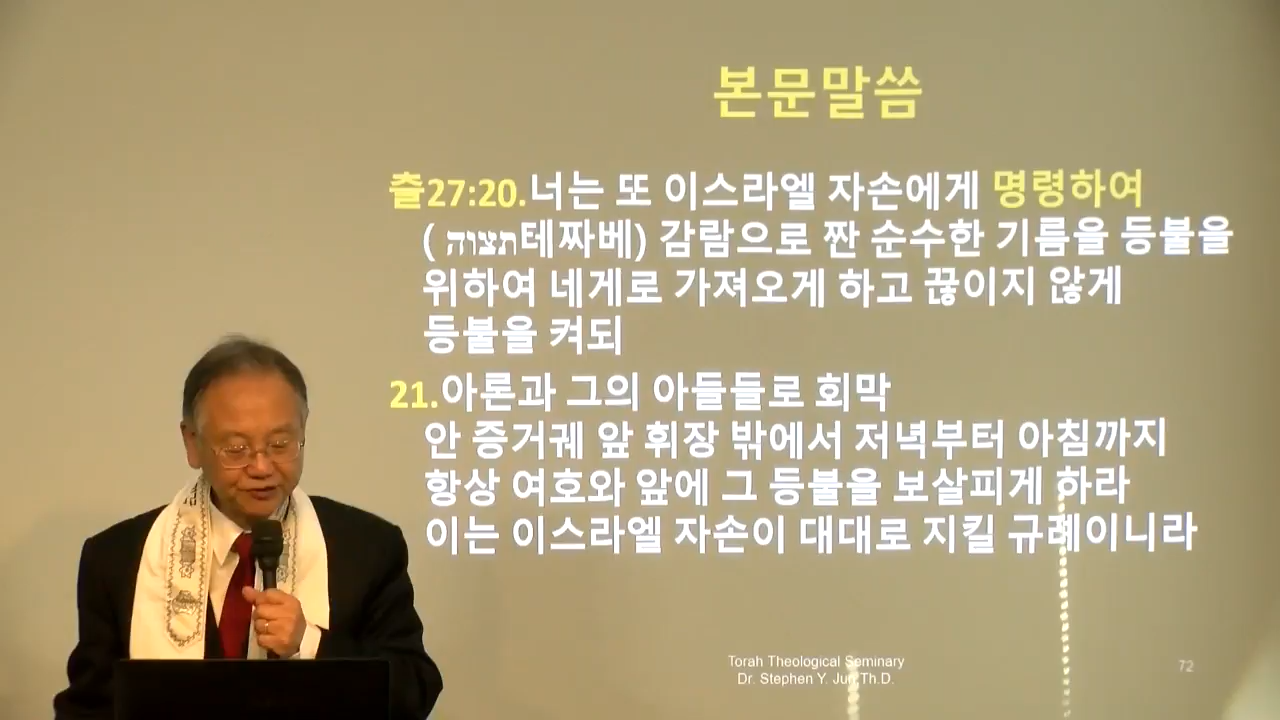 본문말씀
출27:20.너는 또 이스라엘 자손에게 명령하여
( תצוה테짜베) 감람으로 짠 순수한 기름을 등불을
위하여 네게로 가져오게 하고 끊이지 않게
등불을 켜되
21.아론과 그의 아들들로 회막
안 증거궤 앞 휘장 밖에서 저녁부터 아침까지
항상 여호와 앞에 그 등불을 보살피게 하라
이는 이스라엘 자손이 대대로 지킬 규례이니라
Torah Theological Seminary
Dr. Stephen Y. Jun,Th.D.
72